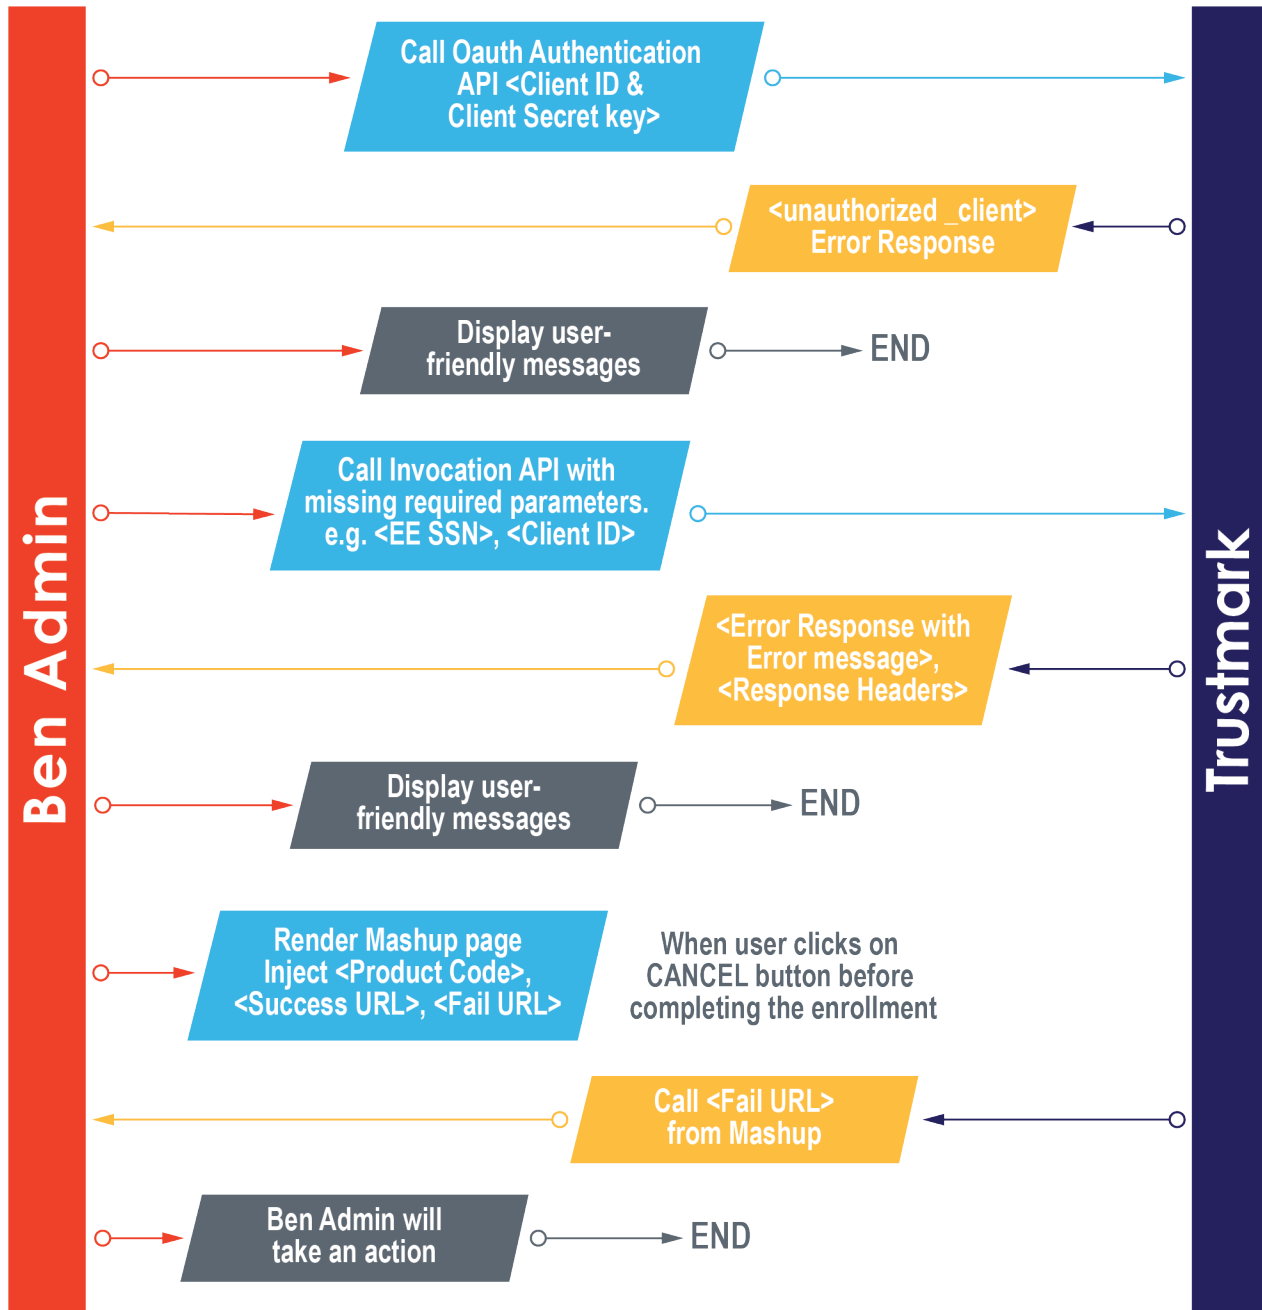 Call Oauth Authentication
API <Client ID &
Client Secret key>
<unauthorized _client>
Error Response
Display user-
friendly messages
END
Call Invocation API with
missing required parameters.
e.g. <EE SSN>, <Client ID>
<Error Response with
Error message>,
<Response Headers>
Display user-
friendly messages
END
Render Mashup page
Inject <Product Code>,
<Success URL>, <Fail URL>
When user clicks on
CANCEL button before
completing the enrollment
Call <Fail URL>
from Mashup
Ben Admin will
take an action
END
Ben Admin
Trustmark